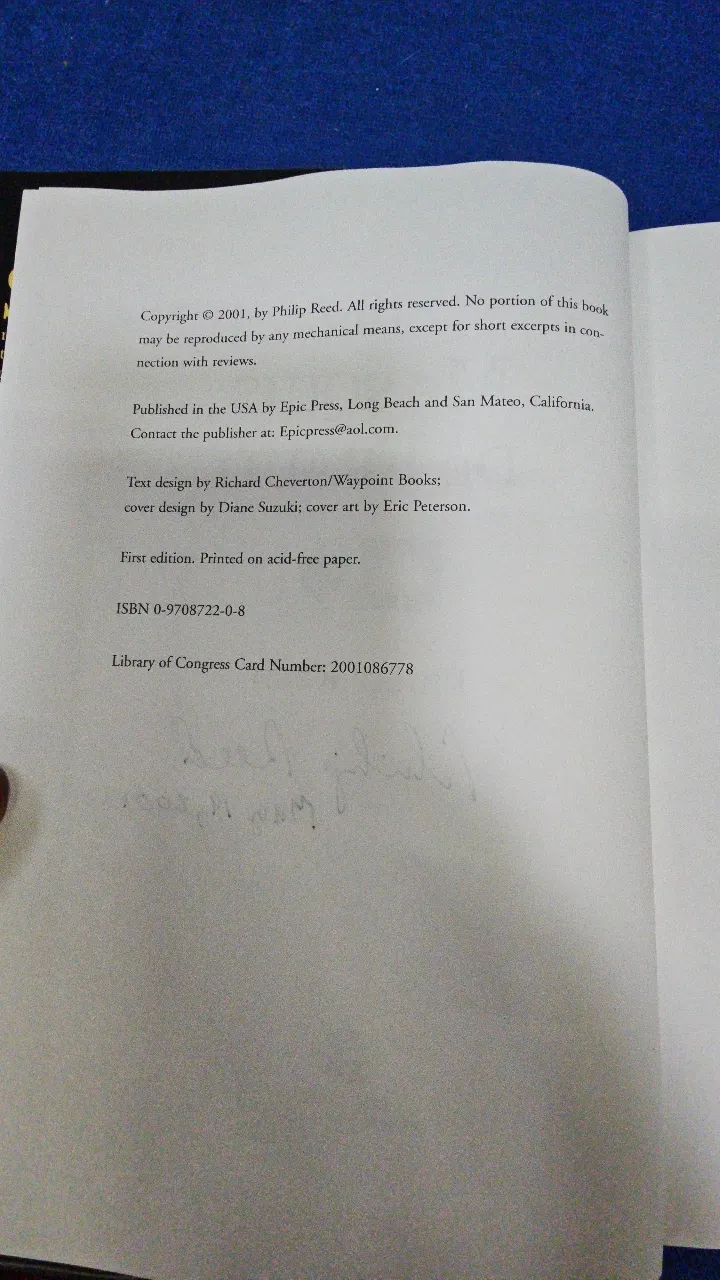 Copyright © 2001, by Philip Reed. All rights reserved. No portion of this book
may be reproduced by any mechanical means, except for short excerpts in con-
nection with reviews.
Published in the USA by Epic Press, Long Beach and San Mateo, California.
Contact the publisher at: Epicpress@aol.com.
Text design by Richard Cheverton/Waypoint Books;
cover design by Diane Suzuki; cover art by Eric Peterson.
First edition. Printed on acid-free paper.
ISBN 0-9708722-0-8
Library of Congress Card Number: 2001086778
Philip Reed